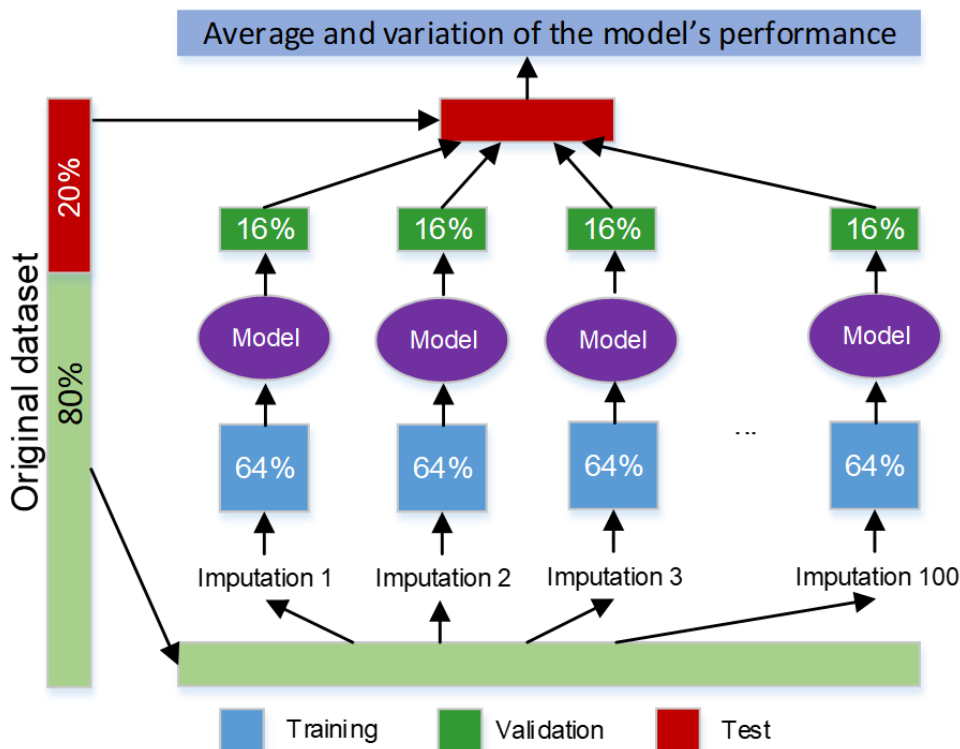 Average and variation of the model's performance
Original dataset
20%
80%
16%
16%
16%
16%
Model
Model
Model
Model
64%
64%
64%
...
64%
Imputation 1
Imputation 2
Imputation 3
Imputation 100
Training
Validation
Test